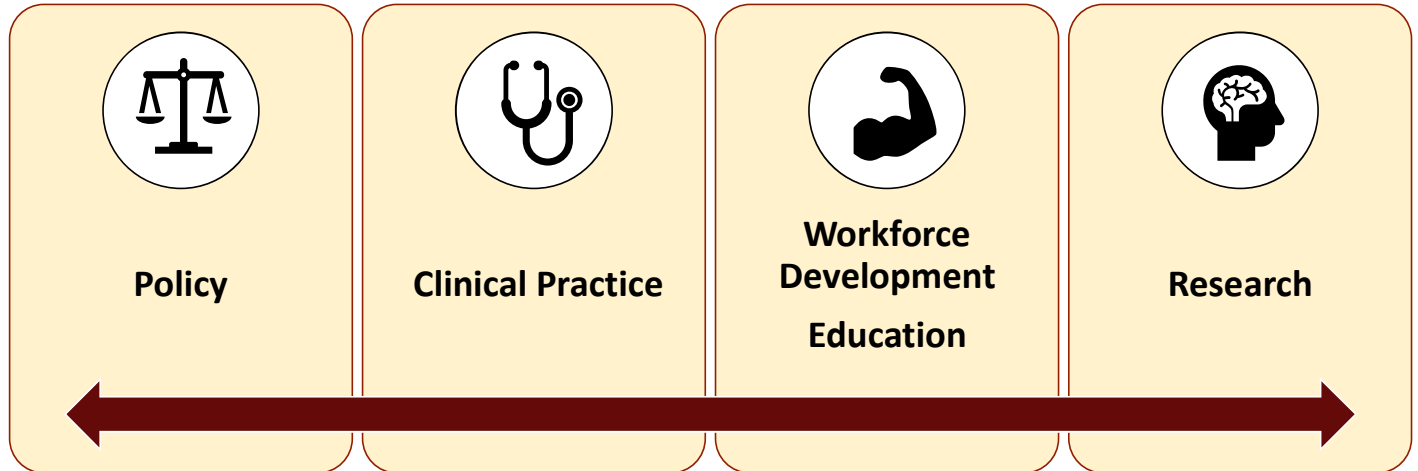 Policy
Clinical Practice
Workforce
Development
Education
Research